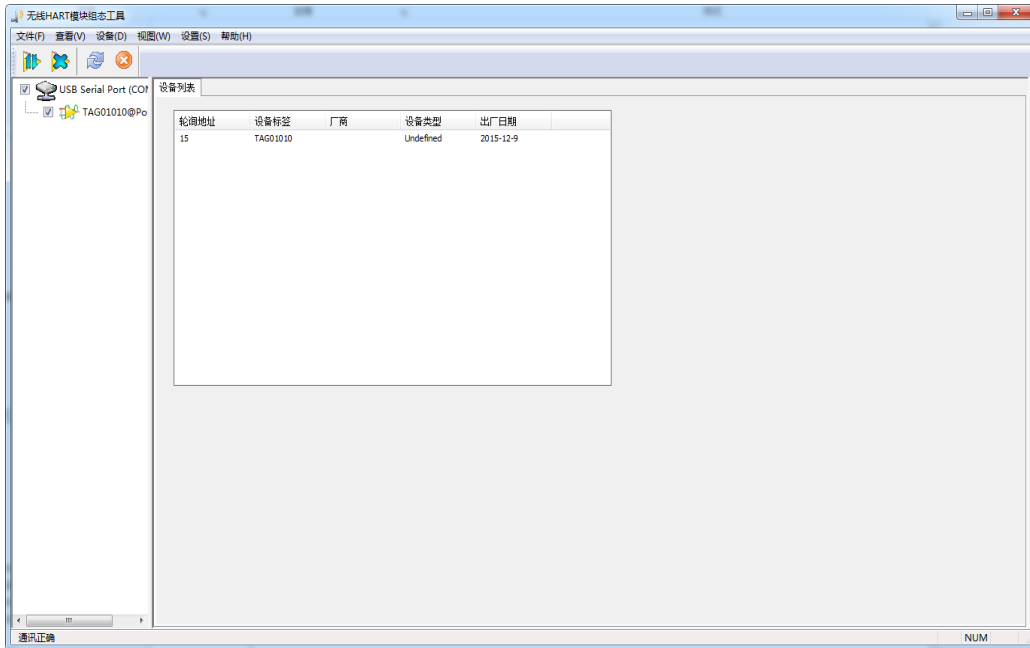 无线HART模块组态工具
文件(F) 查看(V) 设备(D) 视图(W) 设置(S) 帮助(H)
USB Serial Port (CO
TAG01010@Po
设备列表
轮询地址 设备标签 厂商 设备类型 出厂日期
15 TAG01010 Undefined 2015-12-9
通讯正确 NUM